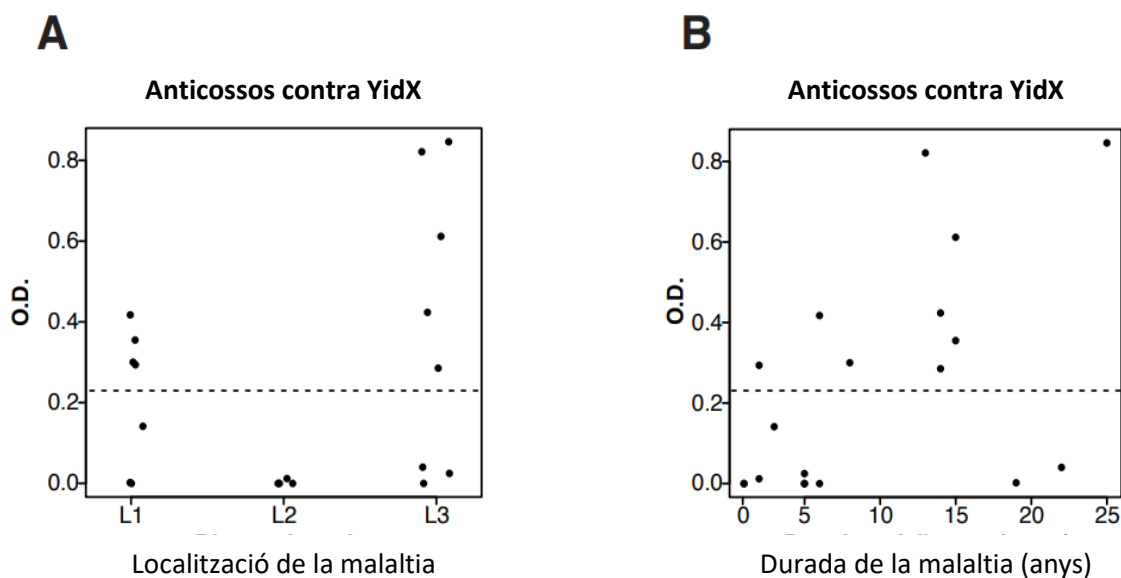 A
Anticossos contra YidX
O.D.
0.8
0.6
0.4
0.2
0.0
L1 L2 L3
Localització de la malaltia
B
Anticossos contra YidX
O.D.
0.8
0.6
0.4
0.2
0.0
0 5 10 15 20 25
Durada de la malaltia (anys)